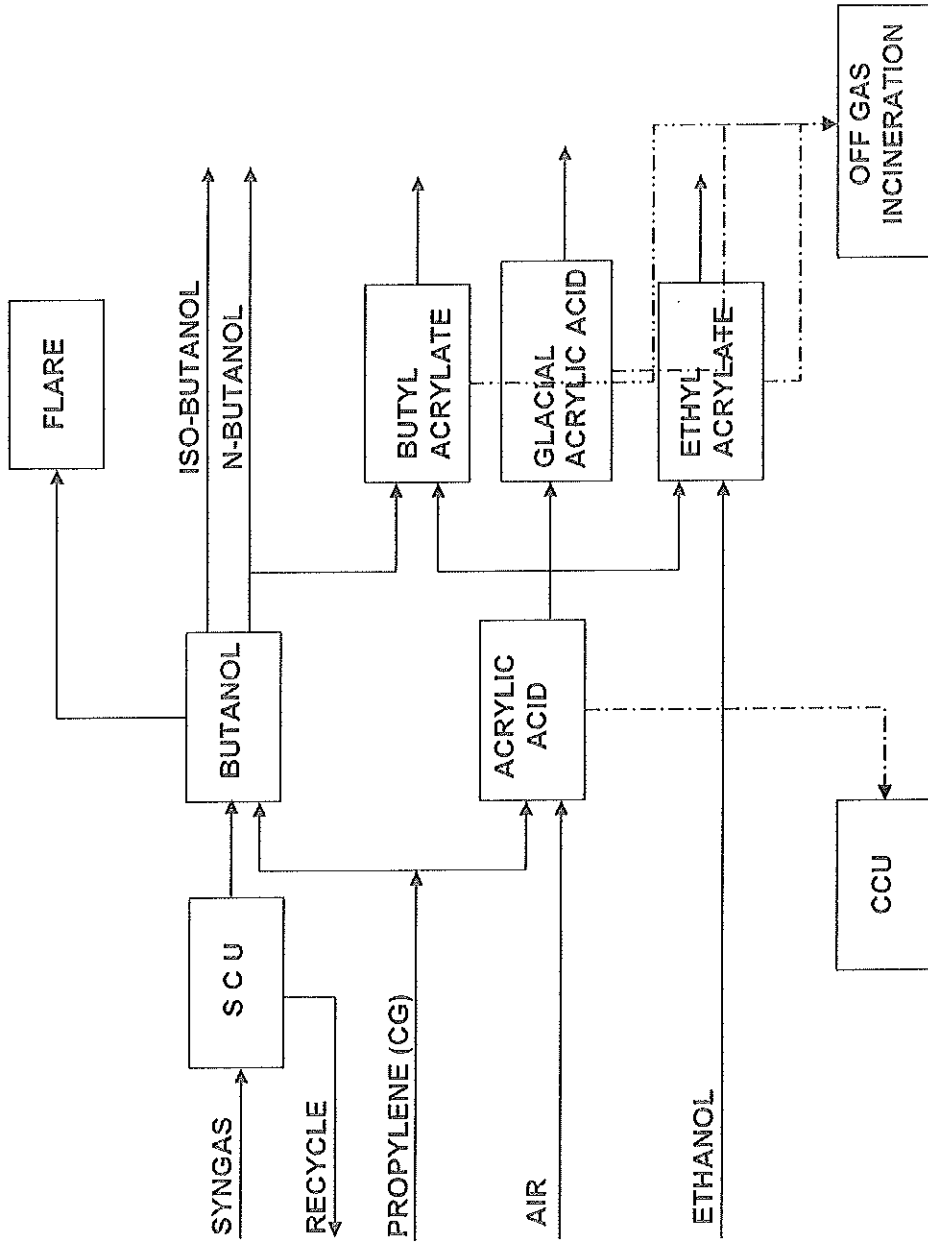 FLARE
ISO-BUTANOL
N-BUTANOL
BUTANOL
S C U
SYNGAS
RECYCLE
PROPYLENE (CG)
AIR
ETHANOL
ACRYLIC
ACID
BUTYL
ACRYLATE
GLACIAL
ACRYLIC ACID
ETHYL
ACRYLATE
CCU
OFF GAS
INCINERATION